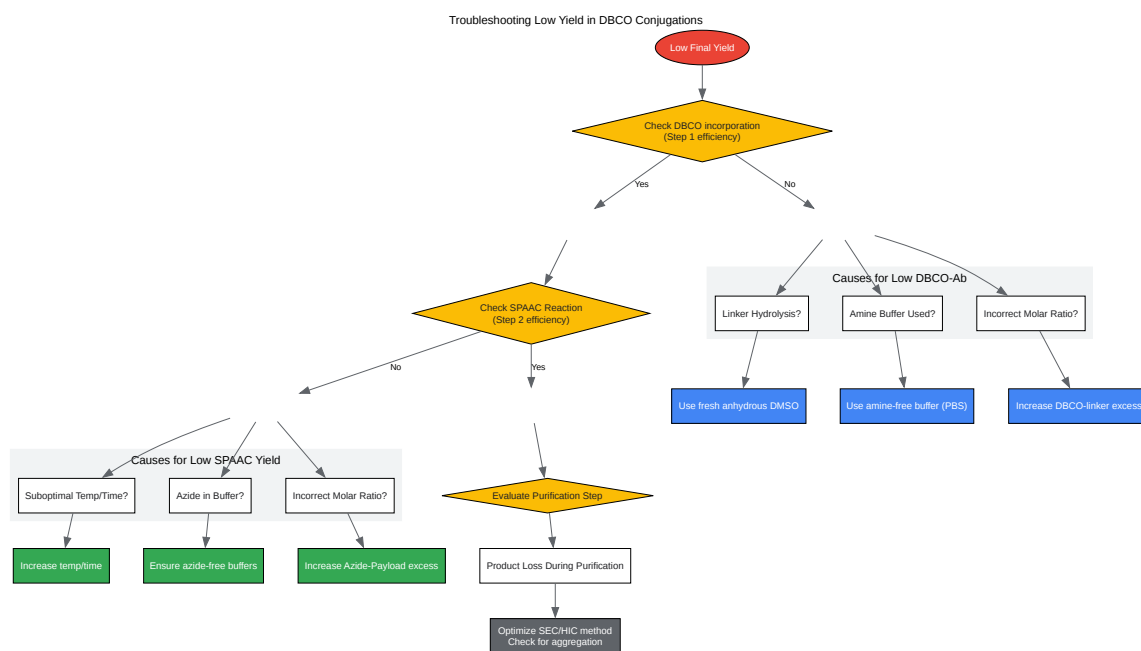 Troubleshooting Low Yield in DBCO Conjugations
Low Final Yield
Check DBCO incorporation
(Step 1 efficiency)
Yes
No
Causes for Low DBCO-Ab
Check SPAAC Reaction
(Step 2 efficiency)
Linker Hydrolysis?
Amine Buffer Used?
Incorrect Molar Ratio?
No
Yes
Use fresh anhydrous DMSO
Use amine-free buffer (PBS)
Increase DBCO-linker excess
Causes for Low SPAAC Yield
Suboptimal Temp/Time?
Azide in Buffer?
Incorrect Molar Ratio?
Evaluate Purification Step
Increase temp/time
Ensure azide-free buffers
Increase Azide-Payload excess
Product Loss During Purification
Optimize SEC/HIC method
Check for aggregation